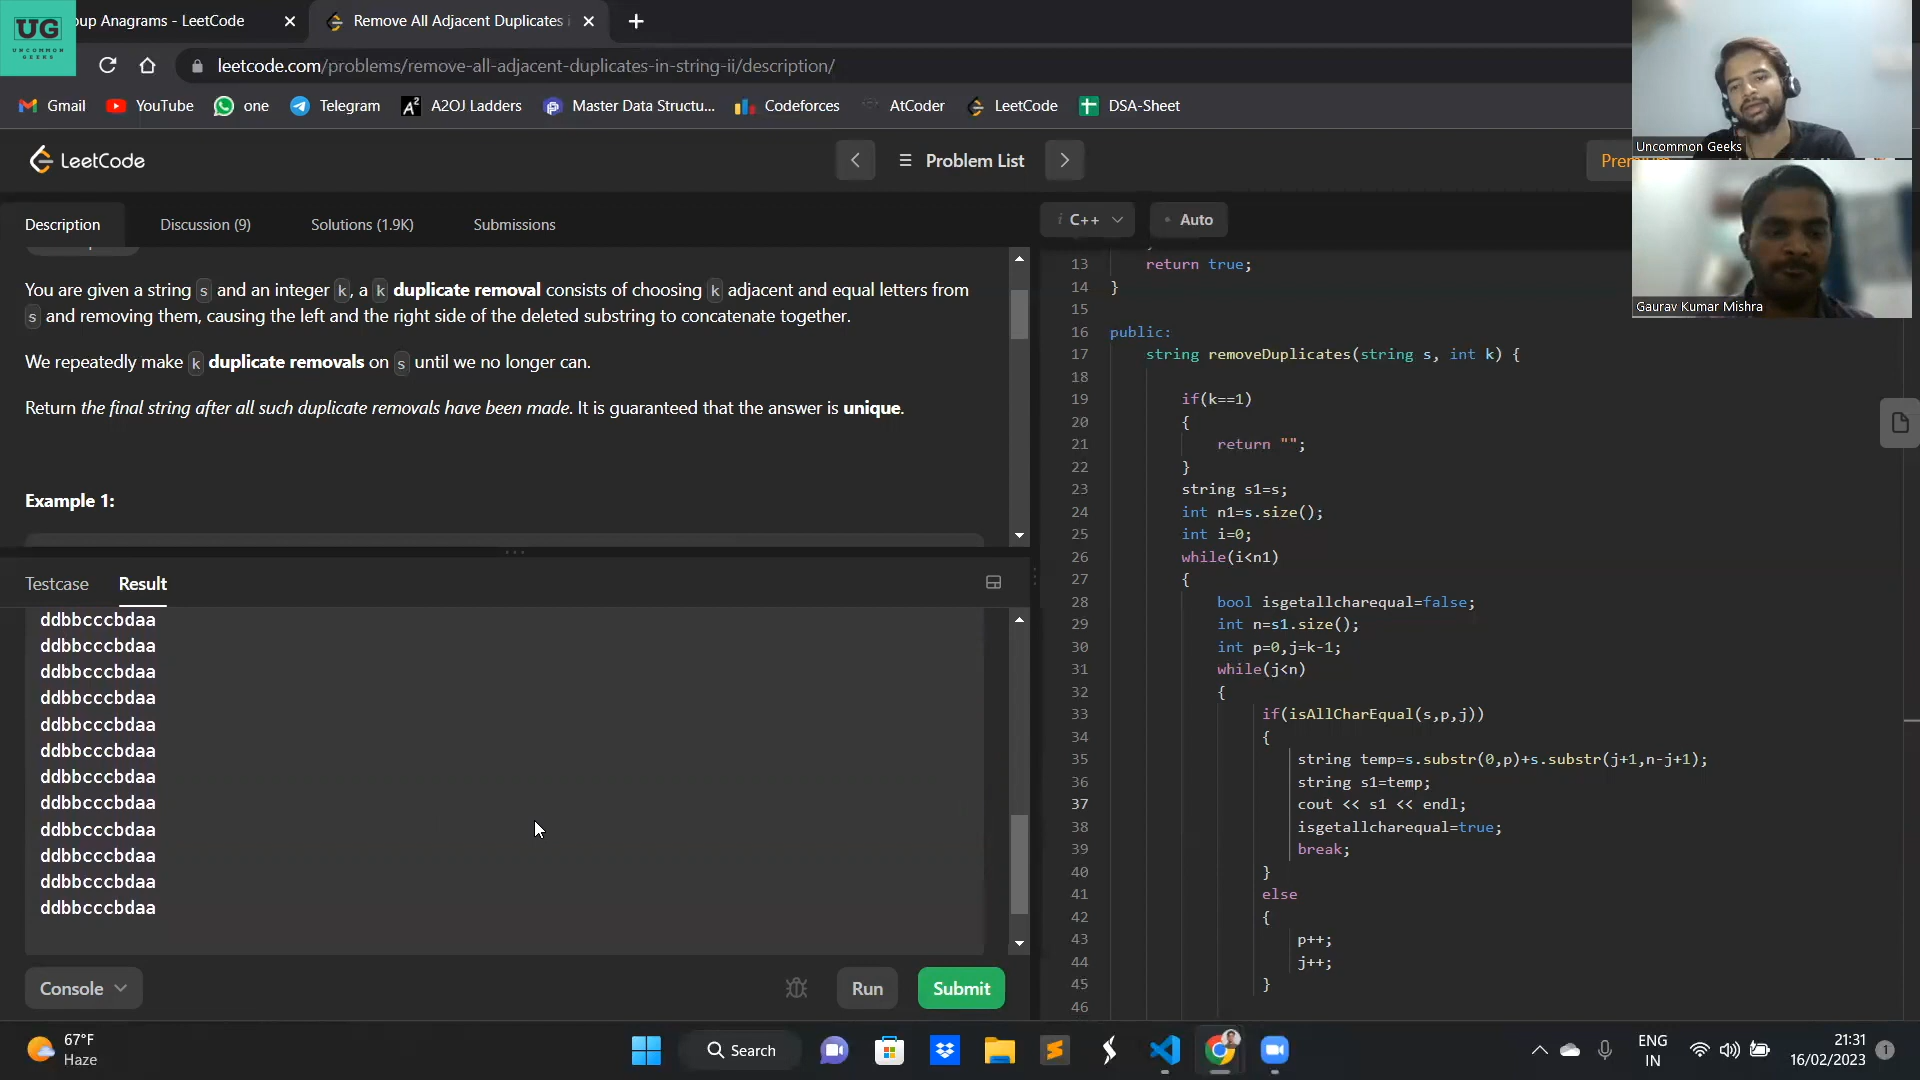 UG
UNCOMMON
GEEKS
oup Anagrams - LeetCode
Remove All Adjacent Duplicates i
leetcode.com/problems/remove-all-adjacent-duplicates-in-string-ii/description/
Gmail
YouTube
one
Telegram
A2OJ Ladders
Master Data Structu...
Codeforces
AtCoder
LeetCode
DSA-Sheet
LeetCode
Problem List
Uncommon Geeks
Gaurav Kumar Mishra
Description
Discussion (9)
Solutions (1.9K)
Submissions
i C++
Auto
You are given a string s and an integer k, a k duplicate removal consists of choosing k adjacent and equal letters from
s and removing them, causing the left and the right side of the deleted substring to concatenate together.
We repeatedly make k duplicate removals on s until we no longer can.
Return the final string after all such duplicate removals have been made. It is guaranteed that the answer is unique.
Example 1:
Testcase
Result
ddbbcccbdaa
ddbbcccbdaa
ddbbcccbdaa
ddbbcccbdaa
ddbbcccbdaa
ddbbcccbdaa
ddbbcccbdaa
ddbbcccbdaa
ddbbcccbdaa
ddbbcccbdaa
ddbbcccbdaa
ddbbcccbdaa
Console
Run
Submit
13 return true;
14 }
15
16 public:
17 string removeDuplicates(string s, int k) {
18
19 if(k==1)
20 {
21 return "";
22 }
23 string s1=s;
24 int n1=s.size();
25 int i=0;
26 while(i<n1)
27 {
28 bool isgetallcharequal=false;
29 int n=s1.size();
30 int p=0,j=k-1;
31 while(j<n)
32 {
33 if(isAllCharEqual(s,p,j))
34 {
35 string temp=s.substr(0,p)+s.substr(j+1,n-j+1);
36 string s1=temp;
37 cout << s1 << endl;
38 isgetallcharequal=true;
39 break;
40 }
41 else
42 {
43 p++;
44 j++;
45 }
46
67°F
Haze
Search
ENG
IN
21:31
16/02/2023
1